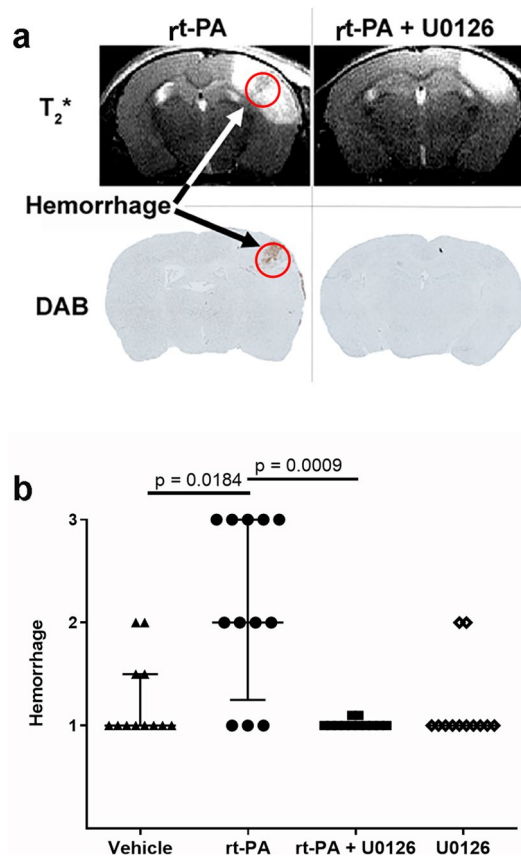 a
rt-PA
rt-PA + U0126
T2*
Hemorrhage
DAB
b
p = 0.0184
p = 0.0009
3
2
1
Hemorrhage
Vehicle
rt-PA
rt-PA + U0126
U0126